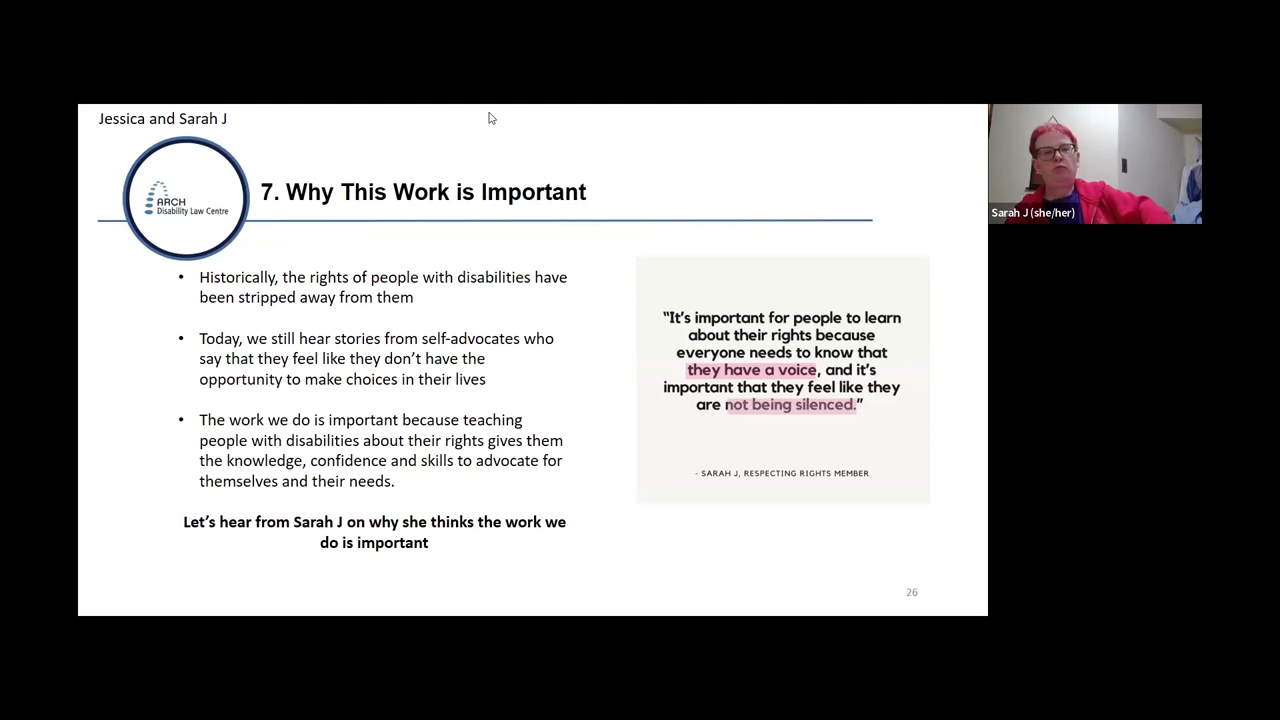 Jessica and Sarah J
ARCH
Disability Law Centre
7. Why This Work is Important
Sarah J (she/her)
• Historically, the rights of people with disabilities have
been stripped away from them
• Today, we still hear stories from self-advocates who
say that they feel like they don’t have the
opportunity to make choices in their lives
• The work we do is important because teaching
people with disabilities about their rights gives them
the knowledge, confidence and skills to advocate for
themselves and their needs.
Let’s hear from Sarah J on why she thinks the work we
do is important
“It’s important for people to learn
about their rights because
everyone needs to know that
they have a voice, and it’s
important that they feel like they
are not being silenced.”
- SARAH J, RESPECTING RIGHTS MEMBER
26